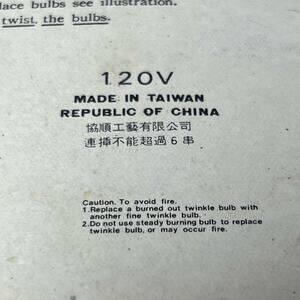 lace bulbs see illustration.
twist, the bulbs.
120V
MADE IN TAIWAN
REPUBLIC OF CHINA
協順工藝有限公司
連揷不能超過6串
Caution. To avoid fire.
1.Replace a burned out twinkle bulb with
another fine twinkle bulb.
2.Do not use steady burning bulb to replace
twinkle bulb, or may occur fire.